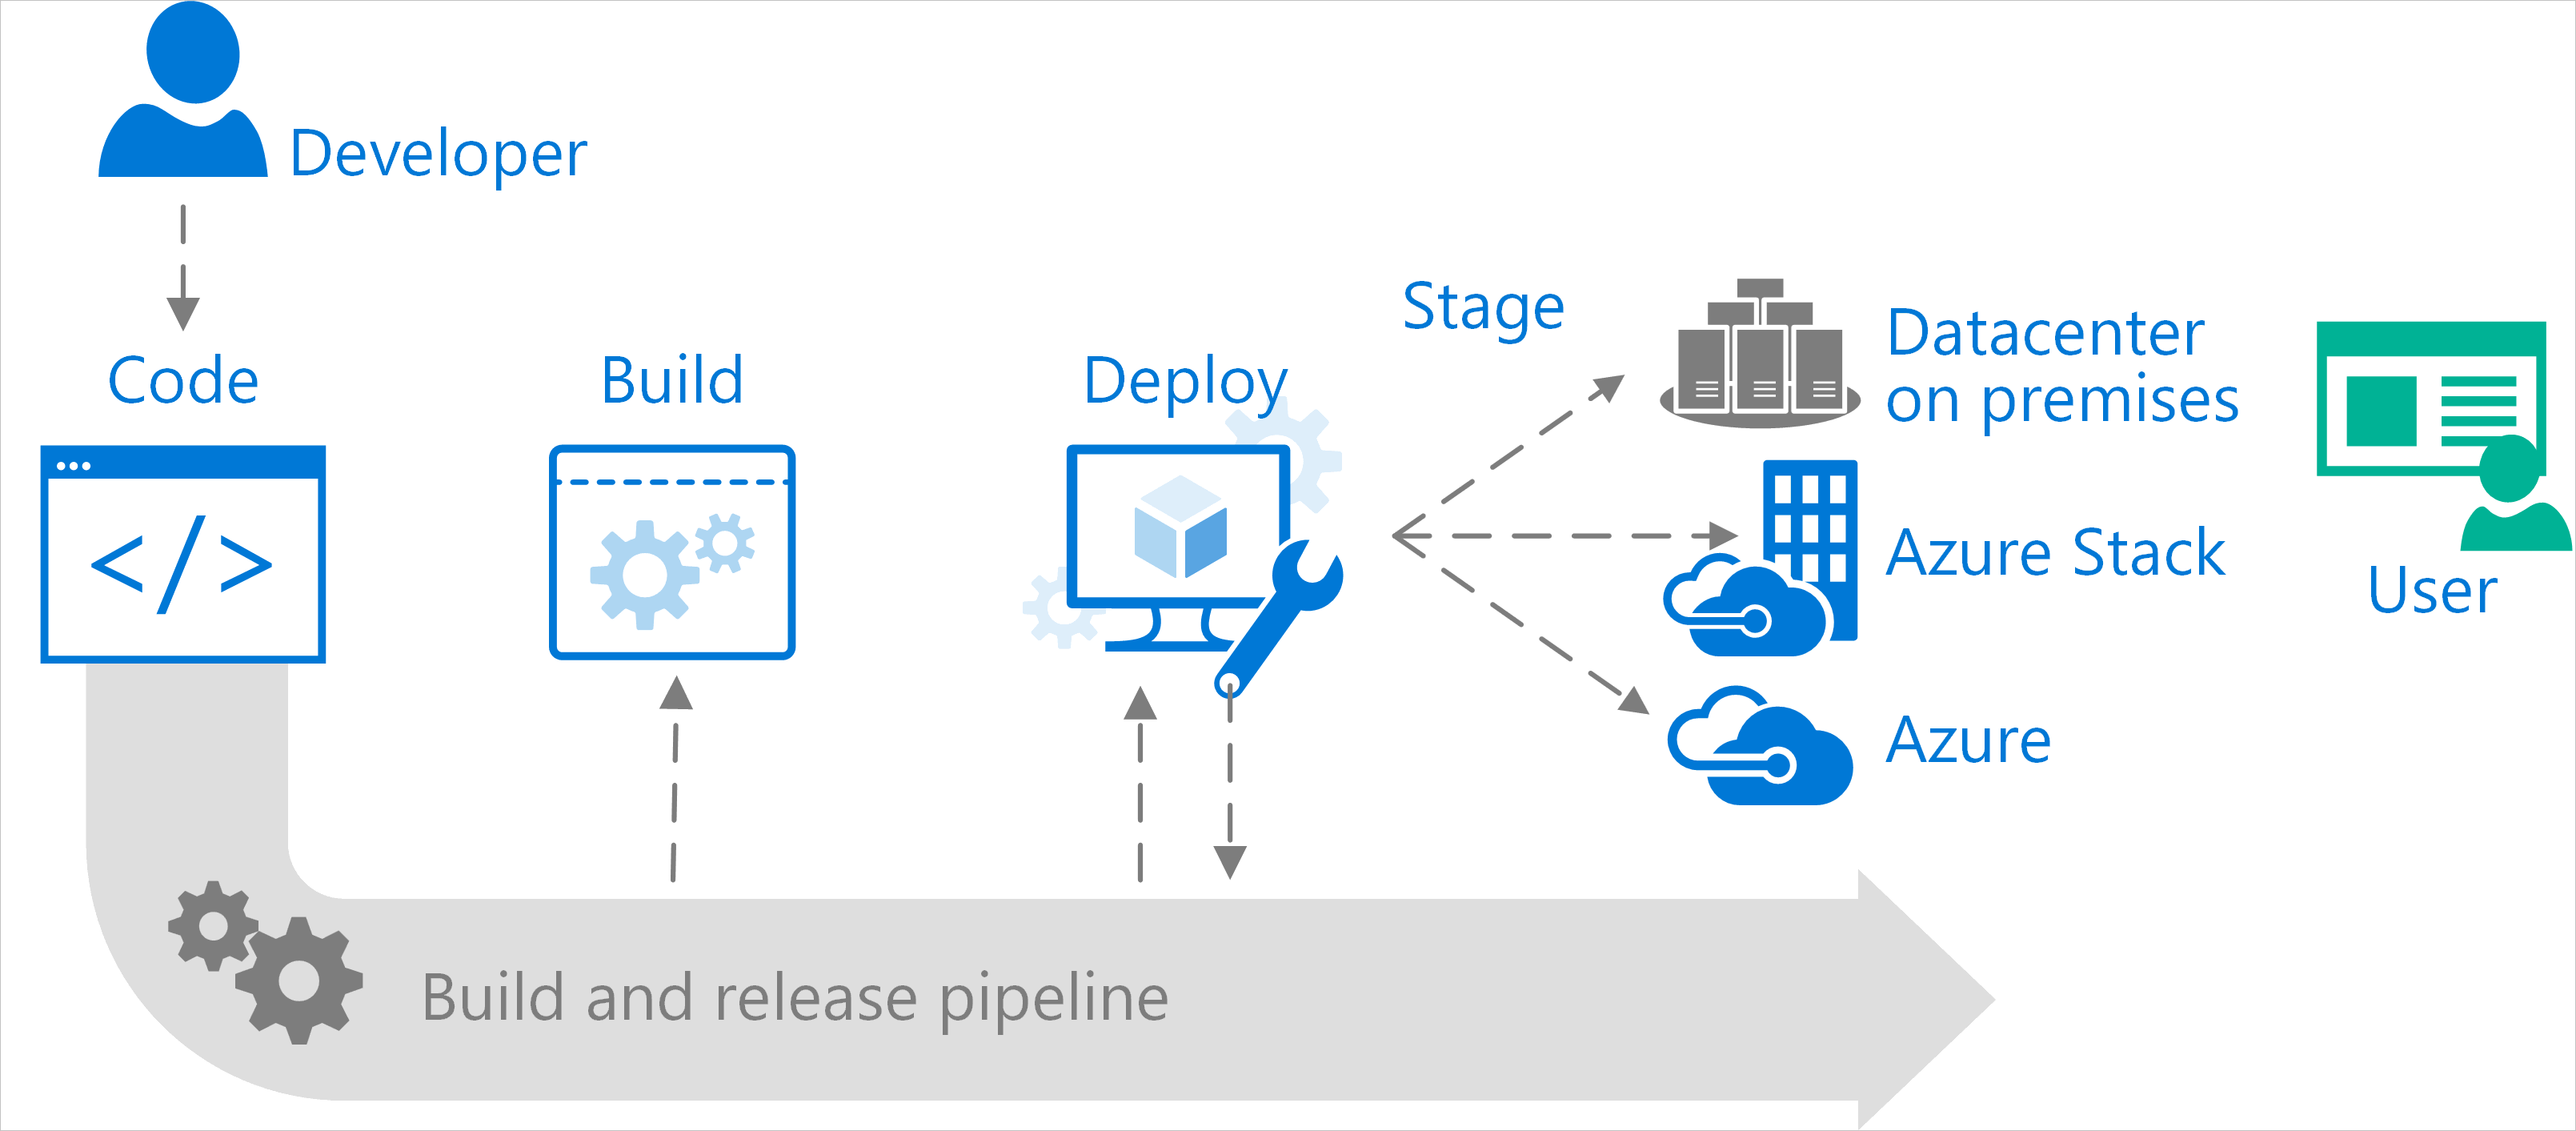 Developer
Code
</>
Build
Deploy
Stage
Datacenter
on premises
Azure Stack
Azure
User
Build and release pipeline